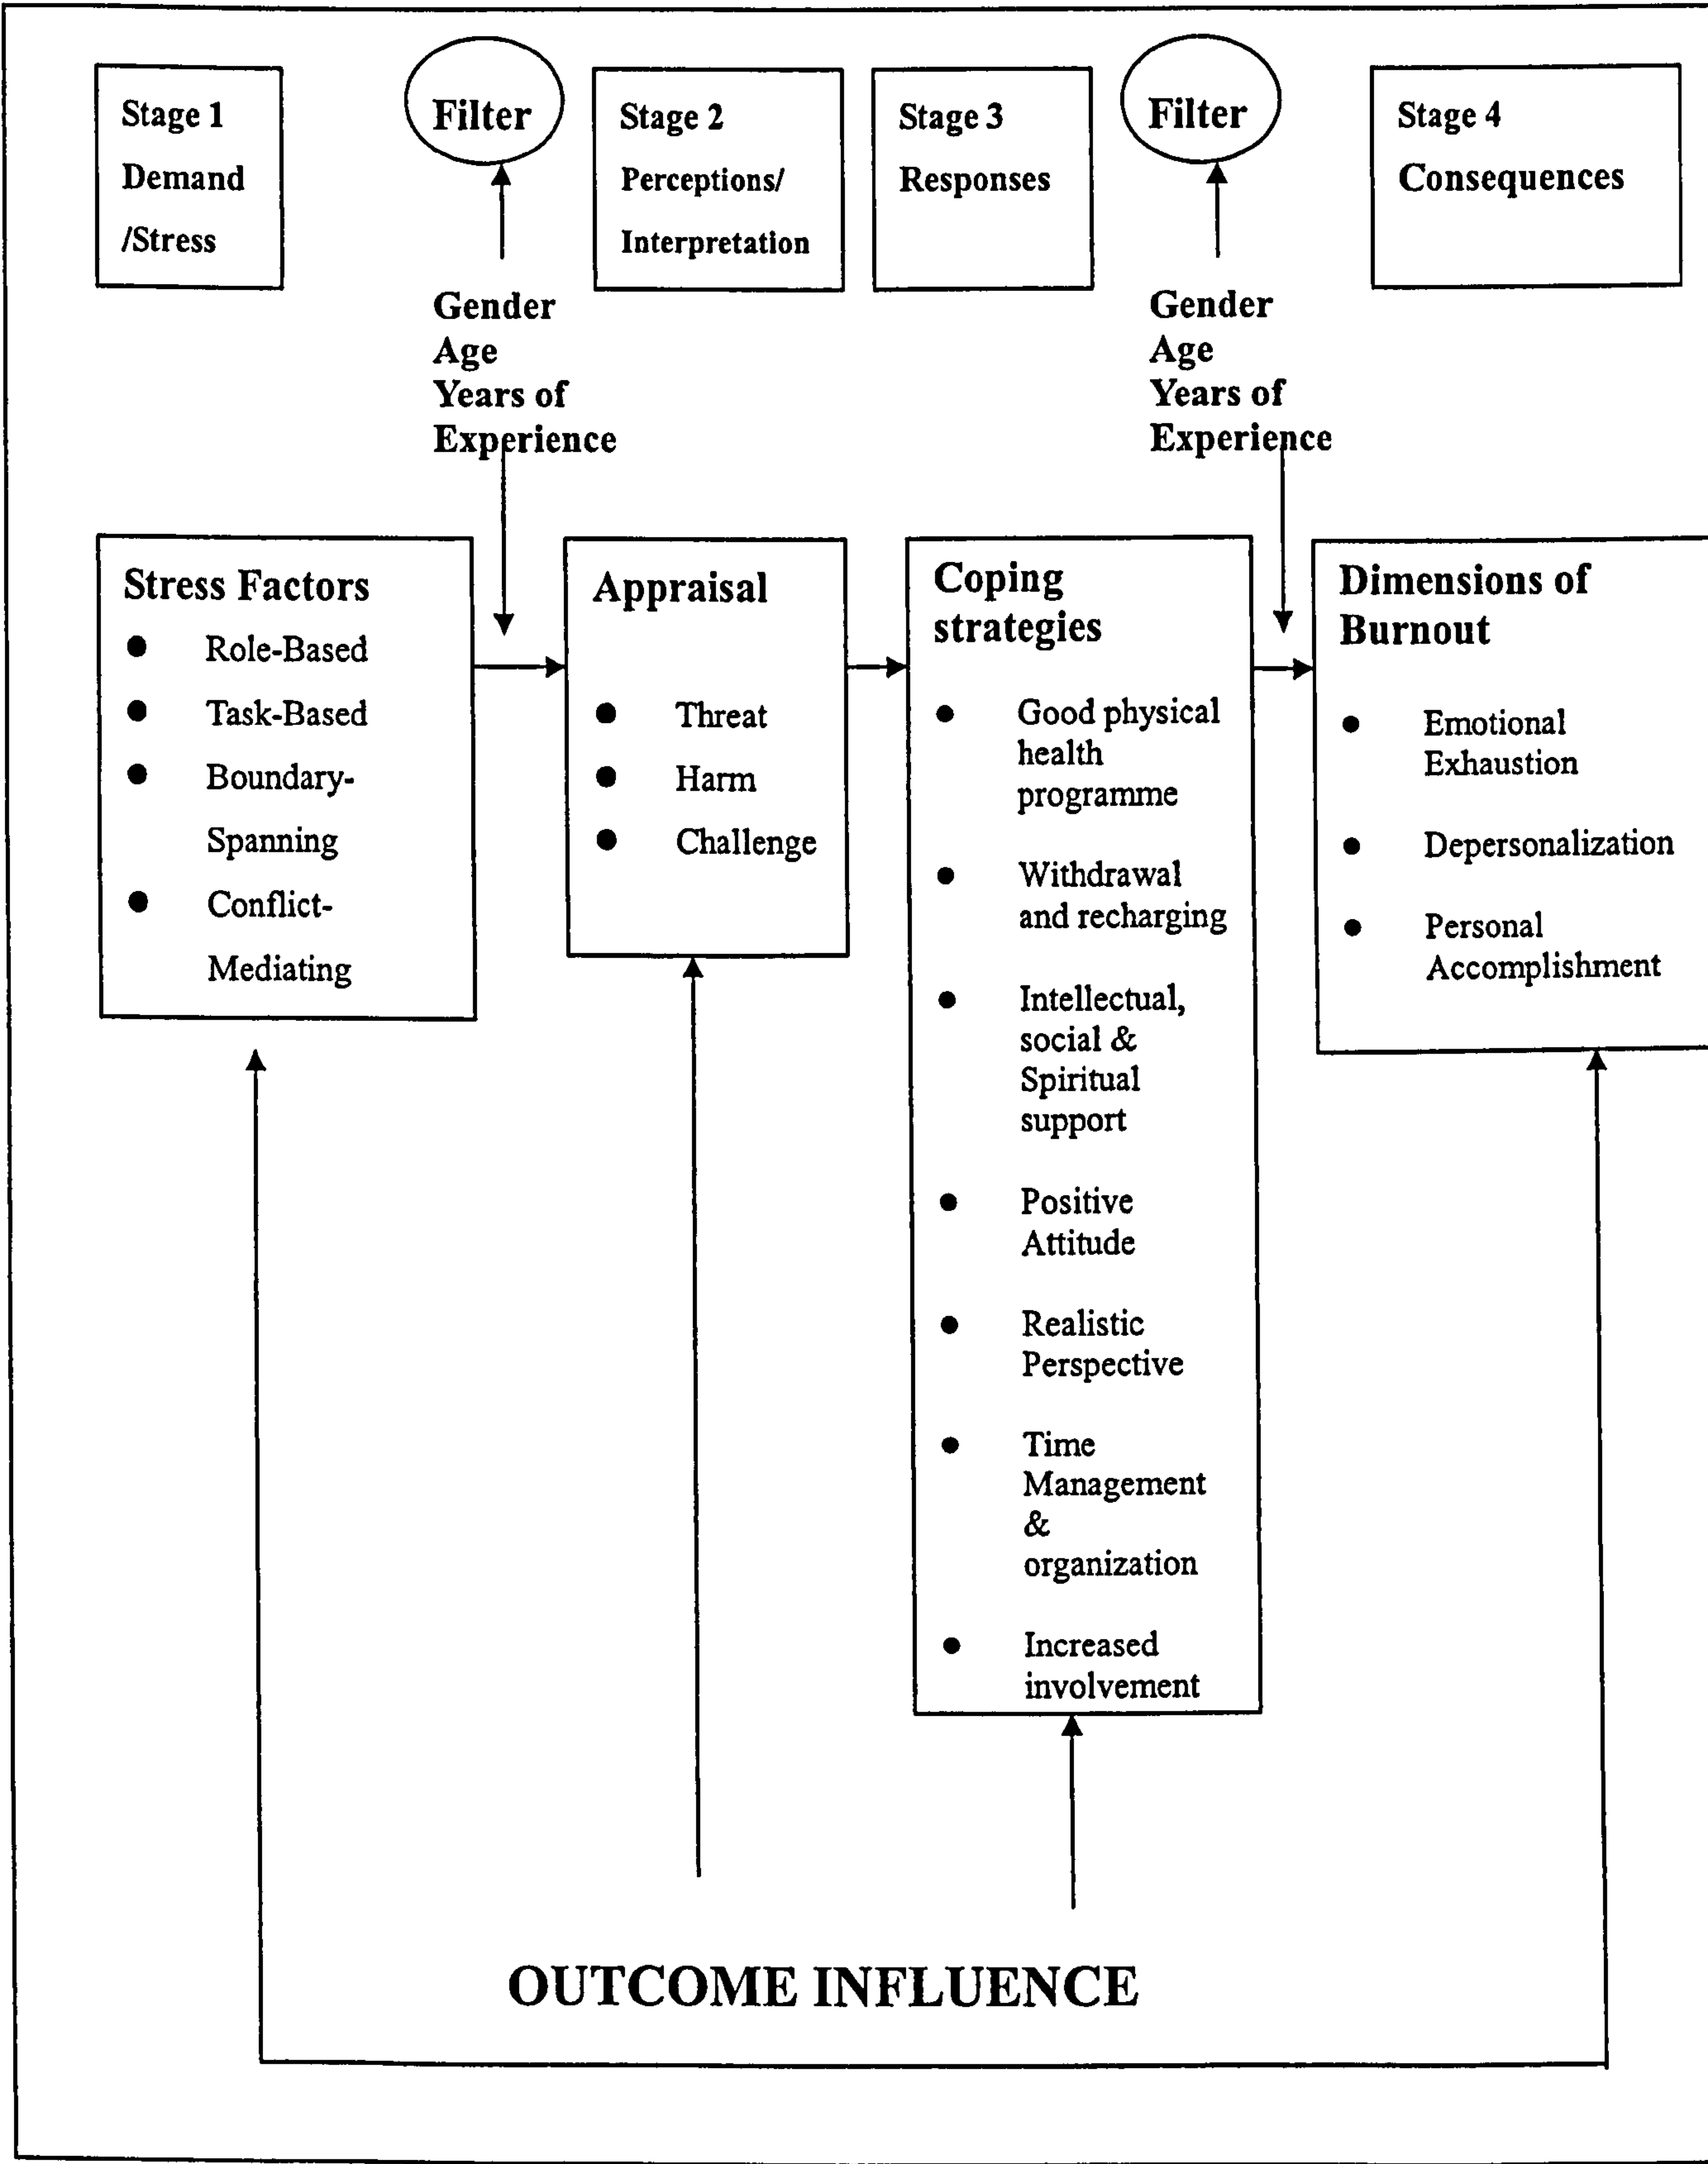 Stage 1
Demand
/Stress
Filter
Gender
Age
Years of
Experience
Stage 2
Perceptions/
Interpretation
Stage 3
Responses
Filter
Gender
Age
Years of
Experience
Stage 4
Consequences
Stress Factors
● Role-Based
● Task-Based
● Boundary-
Spanning
● Conflict-
Mediating
Appraisal
● Threat
● Harm
● Challenge
Coping
strategies
● Good physical
health
programme
● Withdrawal
and recharging
● Intellectual,
social &
Spiritual
support
● Positive
Attitude
● Realistic
Perspective
● Time
Management
&
organization
● Increased
involvement
Dimensions of
Burnout
● Emotional
Exhaustion
● Depersonalization
● Personal
Accomplishment
OUTCOME INFLUENCE